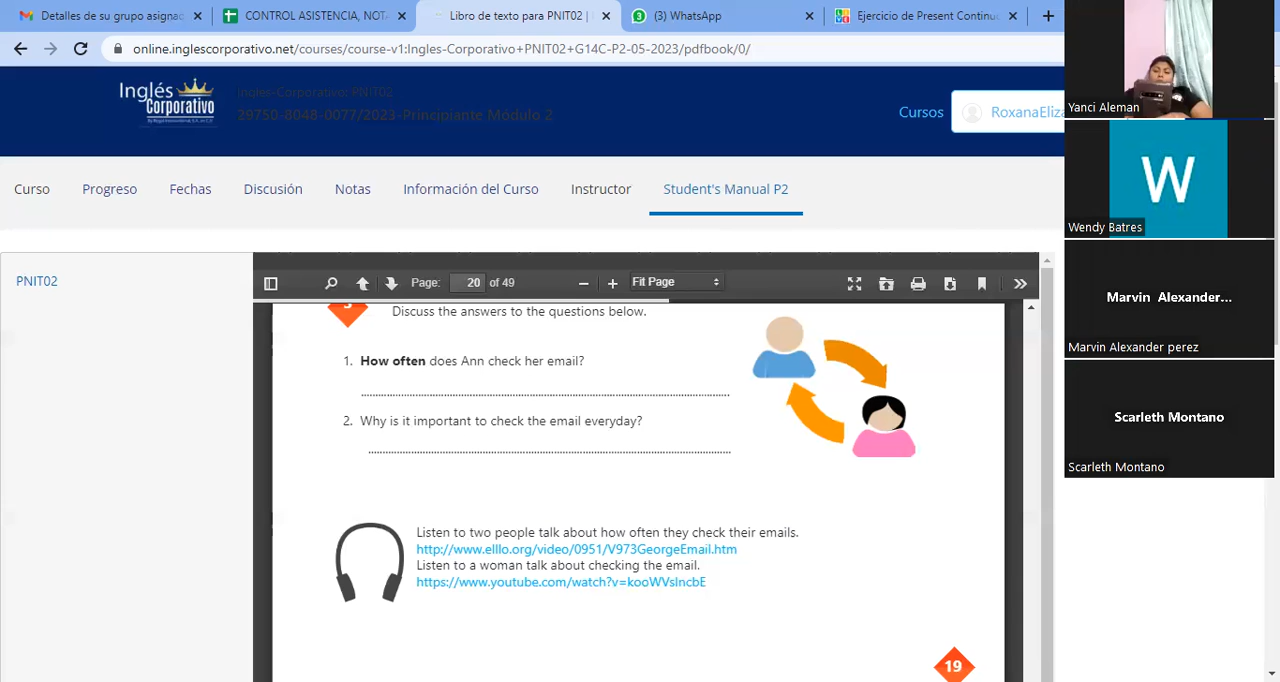 Detalles de su grupo asignad
CONTROL ASISTENCIA, NOTA
Libro de texto para PNIT02 |
(3) WhatsApp
Ejercicio de Present Continu
online.inglescorporativo.net/courses/course-v1:Ingles-Corporativo+PNIT02+G14C-P2-05-2023/pdfbook/0/
Inglés
Corporativo
Ingles-Corporativo: PNIT02
29750-8048-0077/2023-Principiante Módulo 2
Cursos
RoxanaEliza
Curso
Progreso
Fechas
Discusión
Notas
Información del Curso
Instructor
Student's Manual P2
PNIT02
Page:
20
of 49
Fit Page
Discuss the answers to the questions below.
1. How often does Ann check her email?
2. Why is it important to check the email everyday?
Listen to two people talk about how often they check their emails.
http://www.elllo.org/video/0951/V973GeorgeEmail.htm
Listen to a woman talk about checking the email.
https://www.youtube.com/watch?v=kooWVsIncbE
19
Yanci Aleman
W
Wendy Batres
Marvin Alexander...
Marvin Alexander perez
Scarleth Montano
Scarleth Montano